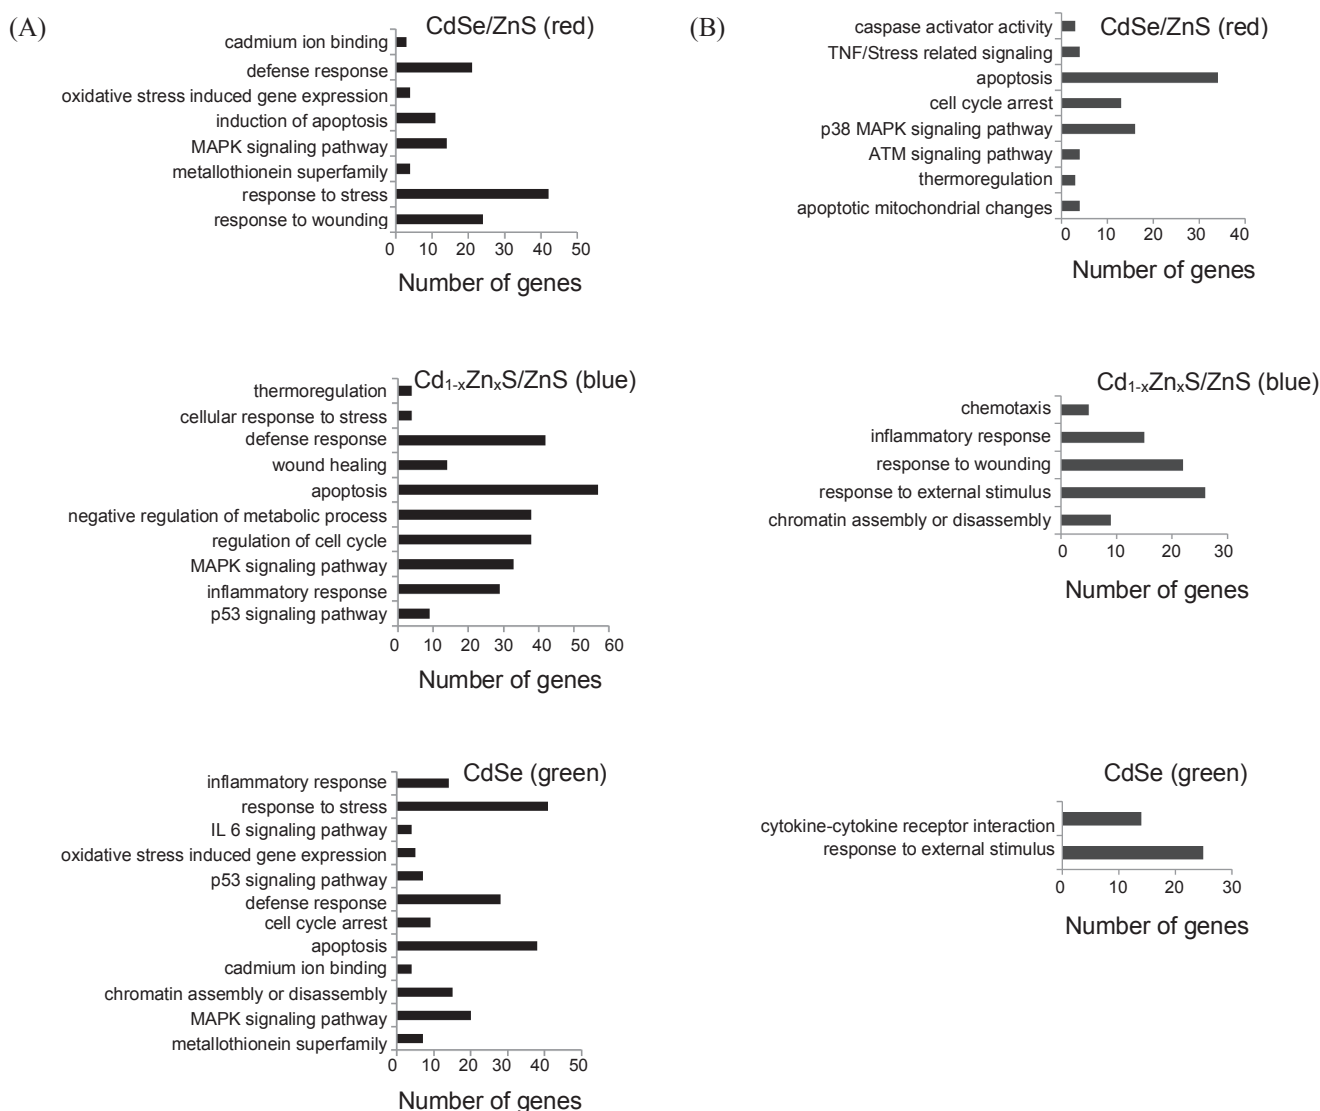 (A)
CdSe/ZnS (red)
cadmium ion binding
defense response
oxidative stress induced gene expression
induction of apoptosis
MAPK signaling pathway
metallothionein superfamily
response to stress
response to wounding
0 10 20 30 40 50
Number of genes
Cd1-xZnxS/ZnS (blue)
thermoregulation
cellular response to stress
defense response
wound healing
apoptosis
negative regulation of metabolic process
regulation of cell cycle
MAPK signaling pathway
inflammatory response
p53 signaling pathway
0 10 20 30 40 50 60
Number of genes
CdSe (green)
inflammatory response
response to stress
IL 6 signaling pathway
oxidative stress induced gene expression
p53 signaling pathway
defense response
cell cycle arrest
apoptosis
cadmium ion binding
chromatin assembly or disassembly
MAPK signaling pathway
metallothionein superfamily
0 10 20 30 40 50
Number of genes
(B)
CdSe/ZnS (red)
caspase activator activity
TNF/Stress related signaling
apoptosis
cell cycle arrest
p38 MAPK signaling pathway
ATM signaling pathway
thermoregulation
apoptotic mitochondrial changes
0 10 20 30 40
Number of genes
Cd1-xZnxS/ZnS (blue)
chemotaxis
inflammatory response
response to wounding
response to external stimulus
chromatin assembly or disassembly
0 10 20 30
Number of genes
CdSe (green)
cytokine-cytokine receptor interaction
response to external stimulus
0 10 20 30
Number of genes